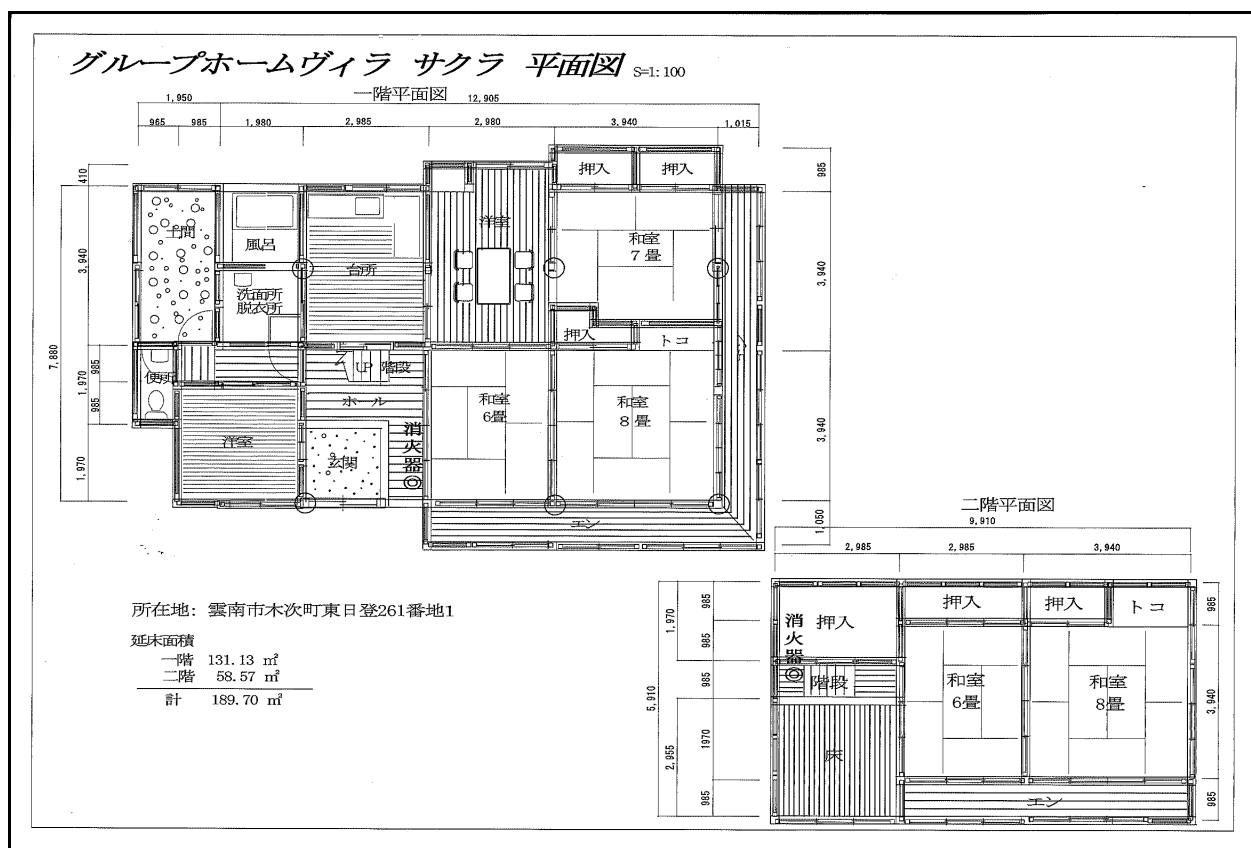 グループホームヴィラ サクラ 平面図 S=1:100
一階平面図
1,950
12,905
965
985
1,980
2,985
2,980
3,940
1,015
410
985
押入
押入
土間
風呂
洋室
和室
7畳
3,940
台所
3,940
洗面所
脱衣所
押入
トコ
7,880
985
1,970
985
便所
UP 階段
ホール
和室
6畳
和室
8畳
3,940
洋室
消火器
玄関
1,970
エン
1,050
二階平面図
9,910
2,985
2,985
3,940
所在地: 雲南市木次町東日登261番地1
延床面積
一階 131.13 ㎡
二階 58.57 ㎡
計 189.70 ㎡
1,970
985
985
消火器
押入
押入
押入
トコ
985
5,910
985
階段
和室
6畳
和室
8畳
3,940
2,955
1970
床
985
エン
985